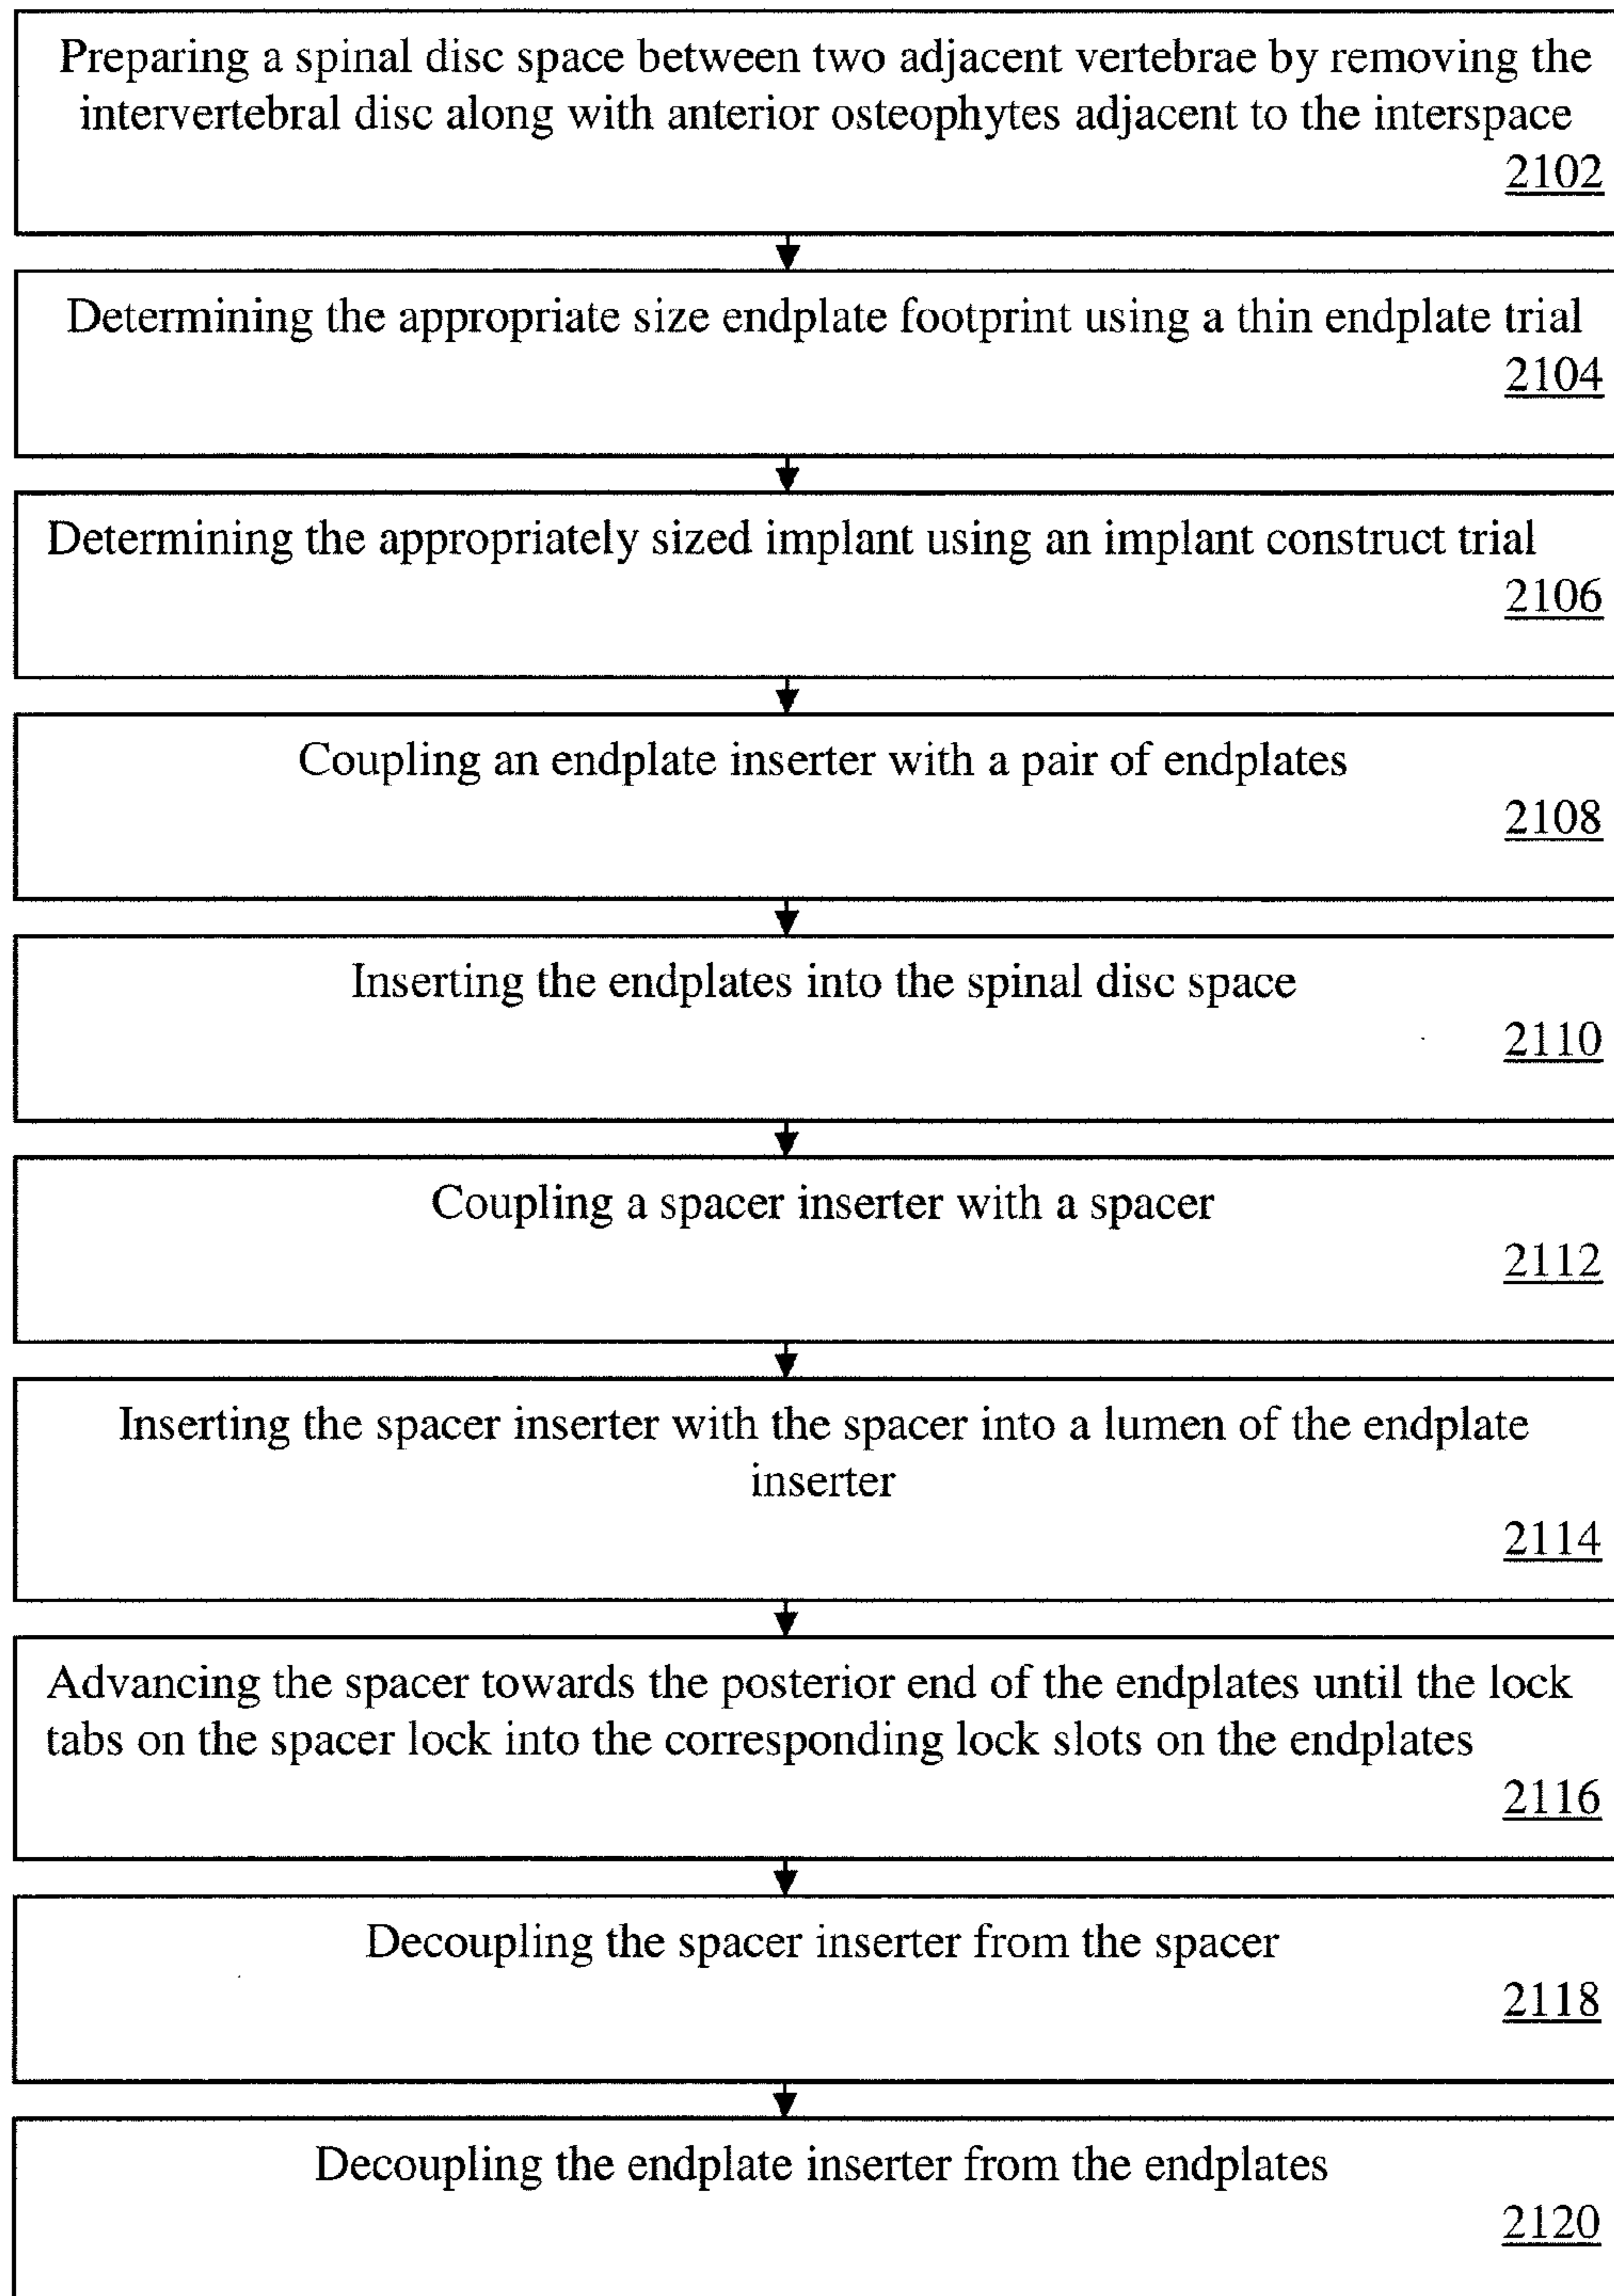 Preparing a spinal disc space between two adjacent vertebrae by removing the
intervertebral disc along with anterior osteophytes adjacent to the interspace
2102
Determining the appropriate size endplate footprint using a thin endplate trial
2104
Determining the appropriately sized implant using an implant construct trial
2106
Coupling an endplate inserter with a pair of endplates
2108
Inserting the endplates into the spinal disc space
2110
Coupling a spacer inserter with a spacer
2112
Inserting the spacer inserter with the spacer into a lumen of the endplate
inserter
2114
Advancing the spacer towards the posterior end of the endplates until the lock
tabs on the spacer lock into the corresponding lock slots on the endplates
2116
Decoupling the spacer inserter from the spacer
2118
Decoupling the endplate inserter from the endplates
2120